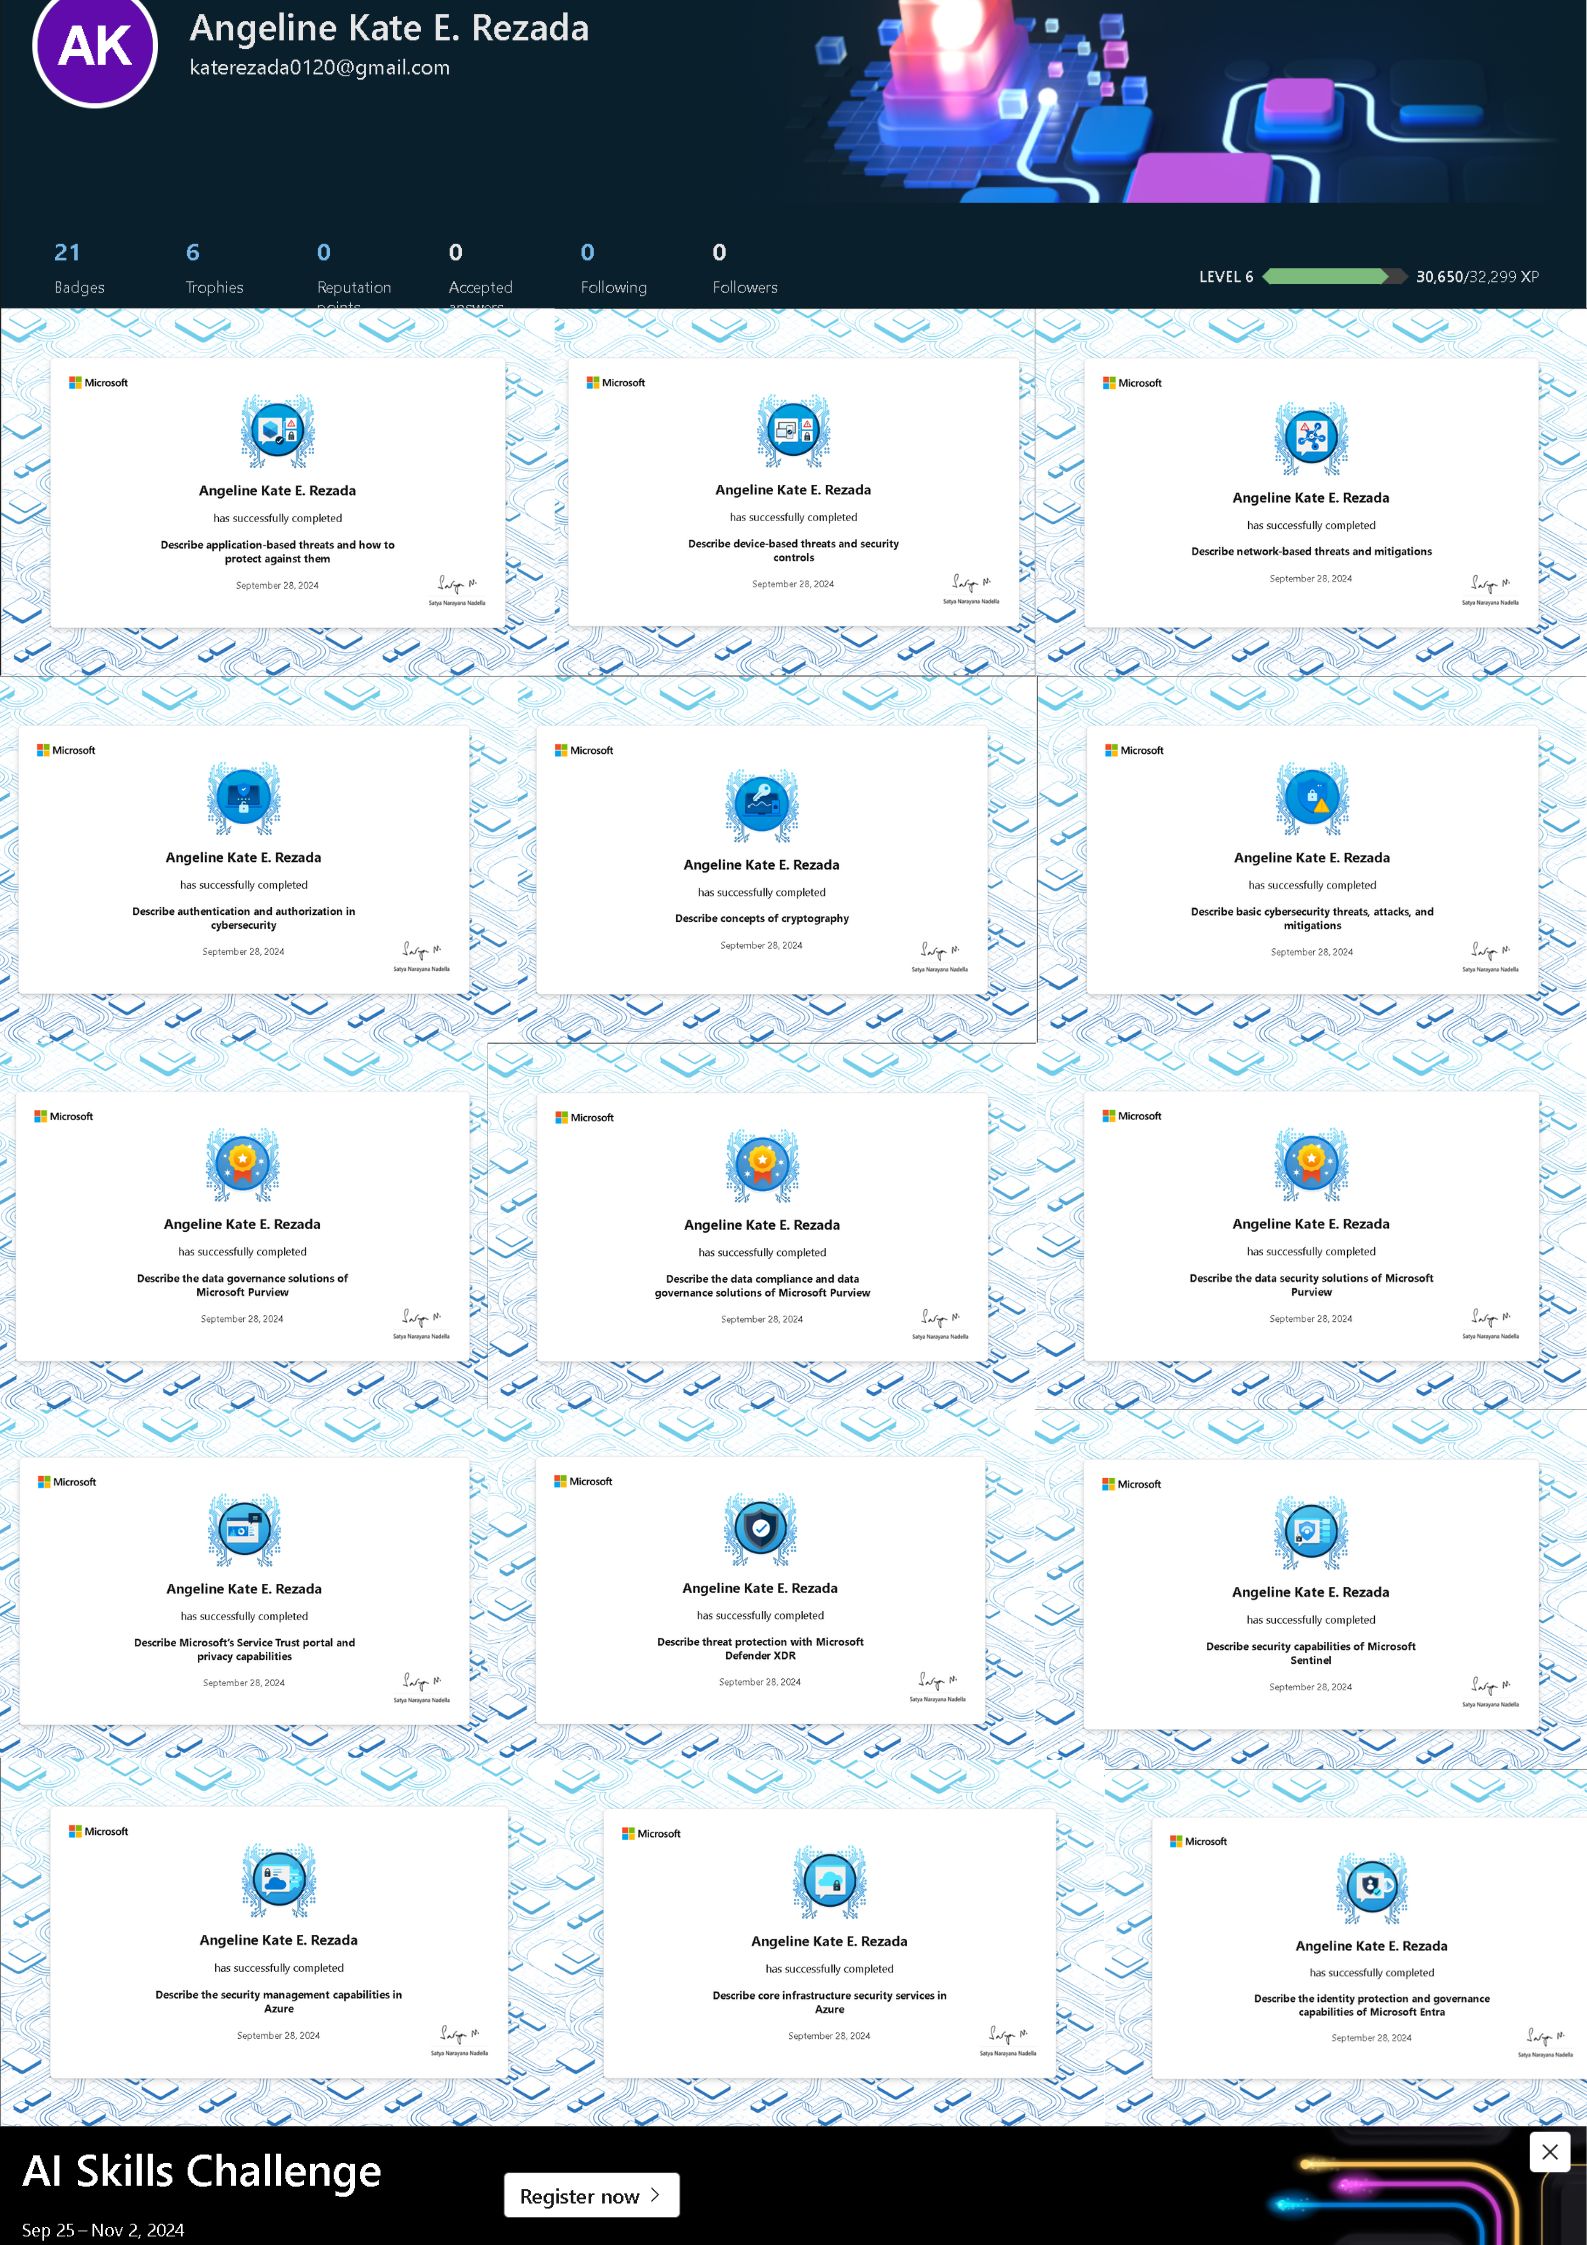 AK
Angeline Kate E. Rezada
katerezada0120@gmail.com
21
6
0
0
0
0
Badges
Trophies
Reputation
points
Accepted
answers
Following
Followers
LEVEL 6
30,650/32,299 XP
Microsoft
Angeline Kate E. Rezada
has successfully completed
Describe application-based threats and how to
protect against them
September 28, 2024
Satya Narayana Nadella
Microsoft
Angeline Kate E. Rezada
has successfully completed
Describe device-based threats and security
controls
September 28, 2024
Satya Narayana Nadella
Microsoft
Angeline Kate E. Rezada
has successfully completed
Describe network-based threats and mitigations
September 28, 2024
Satya Narayana Nadella
Microsoft
Angeline Kate E. Rezada
has successfully completed
Describe authentication and authorization in
cybersecurity
September 28, 2024
Satya Narayana Nadella
Microsoft
Angeline Kate E. Rezada
has successfully completed
Describe concepts of cryptography
September 28, 2024
Satya Narayana Nadella
Microsoft
Angeline Kate E. Rezada
has successfully completed
Describe basic cybersecurity threats, attacks, and
mitigations
September 28, 2024
Satya Narayana Nadella
Microsoft
Angeline Kate E. Rezada
has successfully completed
Describe the data governance solutions of
Microsoft Purview
September 28, 2024
Satya Narayana Nadella
Microsoft
Angeline Kate E. Rezada
has successfully completed
Describe the data compliance and data
governance solutions of Microsoft Purview
September 28, 2024
Satya Narayana Nadella
Microsoft
Angeline Kate E. Rezada
has successfully completed
Describe the data security solutions of Microsoft
Purview
September 28, 2024
Satya Narayana Nadella
Microsoft
Angeline Kate E. Rezada
has successfully completed
Describe Microsoft's Service Trust portal and
privacy capabilities
September 28, 2024
Satya Narayana Nadella
Microsoft
Angeline Kate E. Rezada
has successfully completed
Describe threat protection with Microsoft
Defender XDR
September 28, 2024
Satya Narayana Nadella
Microsoft
Angeline Kate E. Rezada
has successfully completed
Describe security capabilities of Microsoft
Sentinel
September 28, 2024
Satya Narayana Nadella
Microsoft
Angeline Kate E. Rezada
has successfully completed
Describe the security management capabilities in
Azure
September 28, 2024
Satya Narayana Nadella
Microsoft
Angeline Kate E. Rezada
has successfully completed
Describe core infrastructure security services in
Azure
September 28, 2024
Satya Narayana Nadella
Microsoft
Angeline Kate E. Rezada
has successfully completed
Describe the identity protection and governance
capabilities of Microsoft Entra
September 28, 2024
Satya Narayana Nadella
AI Skills Challenge
Register now
Sep 25 – Nov 2, 2024